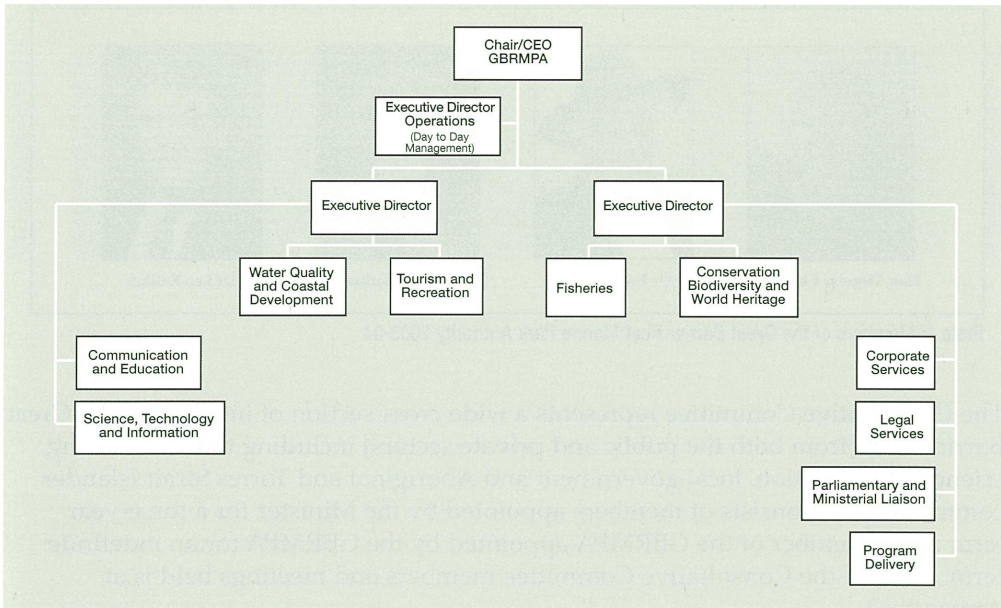 Chair/CEO
GBRMPA
Executive Director
Operations
(Day to Day
Management)
Executive Director
Executive Director
Water Quality
and Coastal
Development
Tourism and
Recreation
Fisheries
Conservation
Biodiversity and
World Heritage
Communication
and Education
Science, Technology
and Information
Corporate
Services
Legal
Services
Parliamentary and
Ministerial Liaison
Program
Delivery